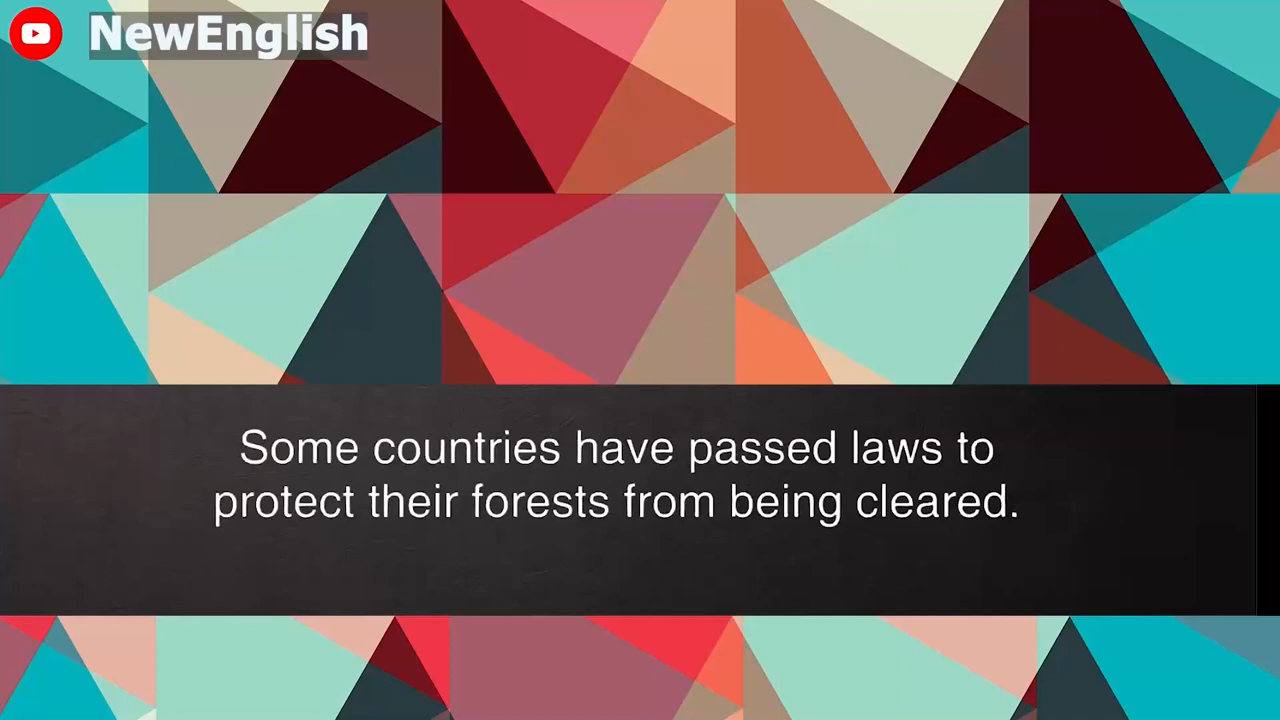 NewEnglish
Some countries have passed laws to
protect their forests from being cleared.